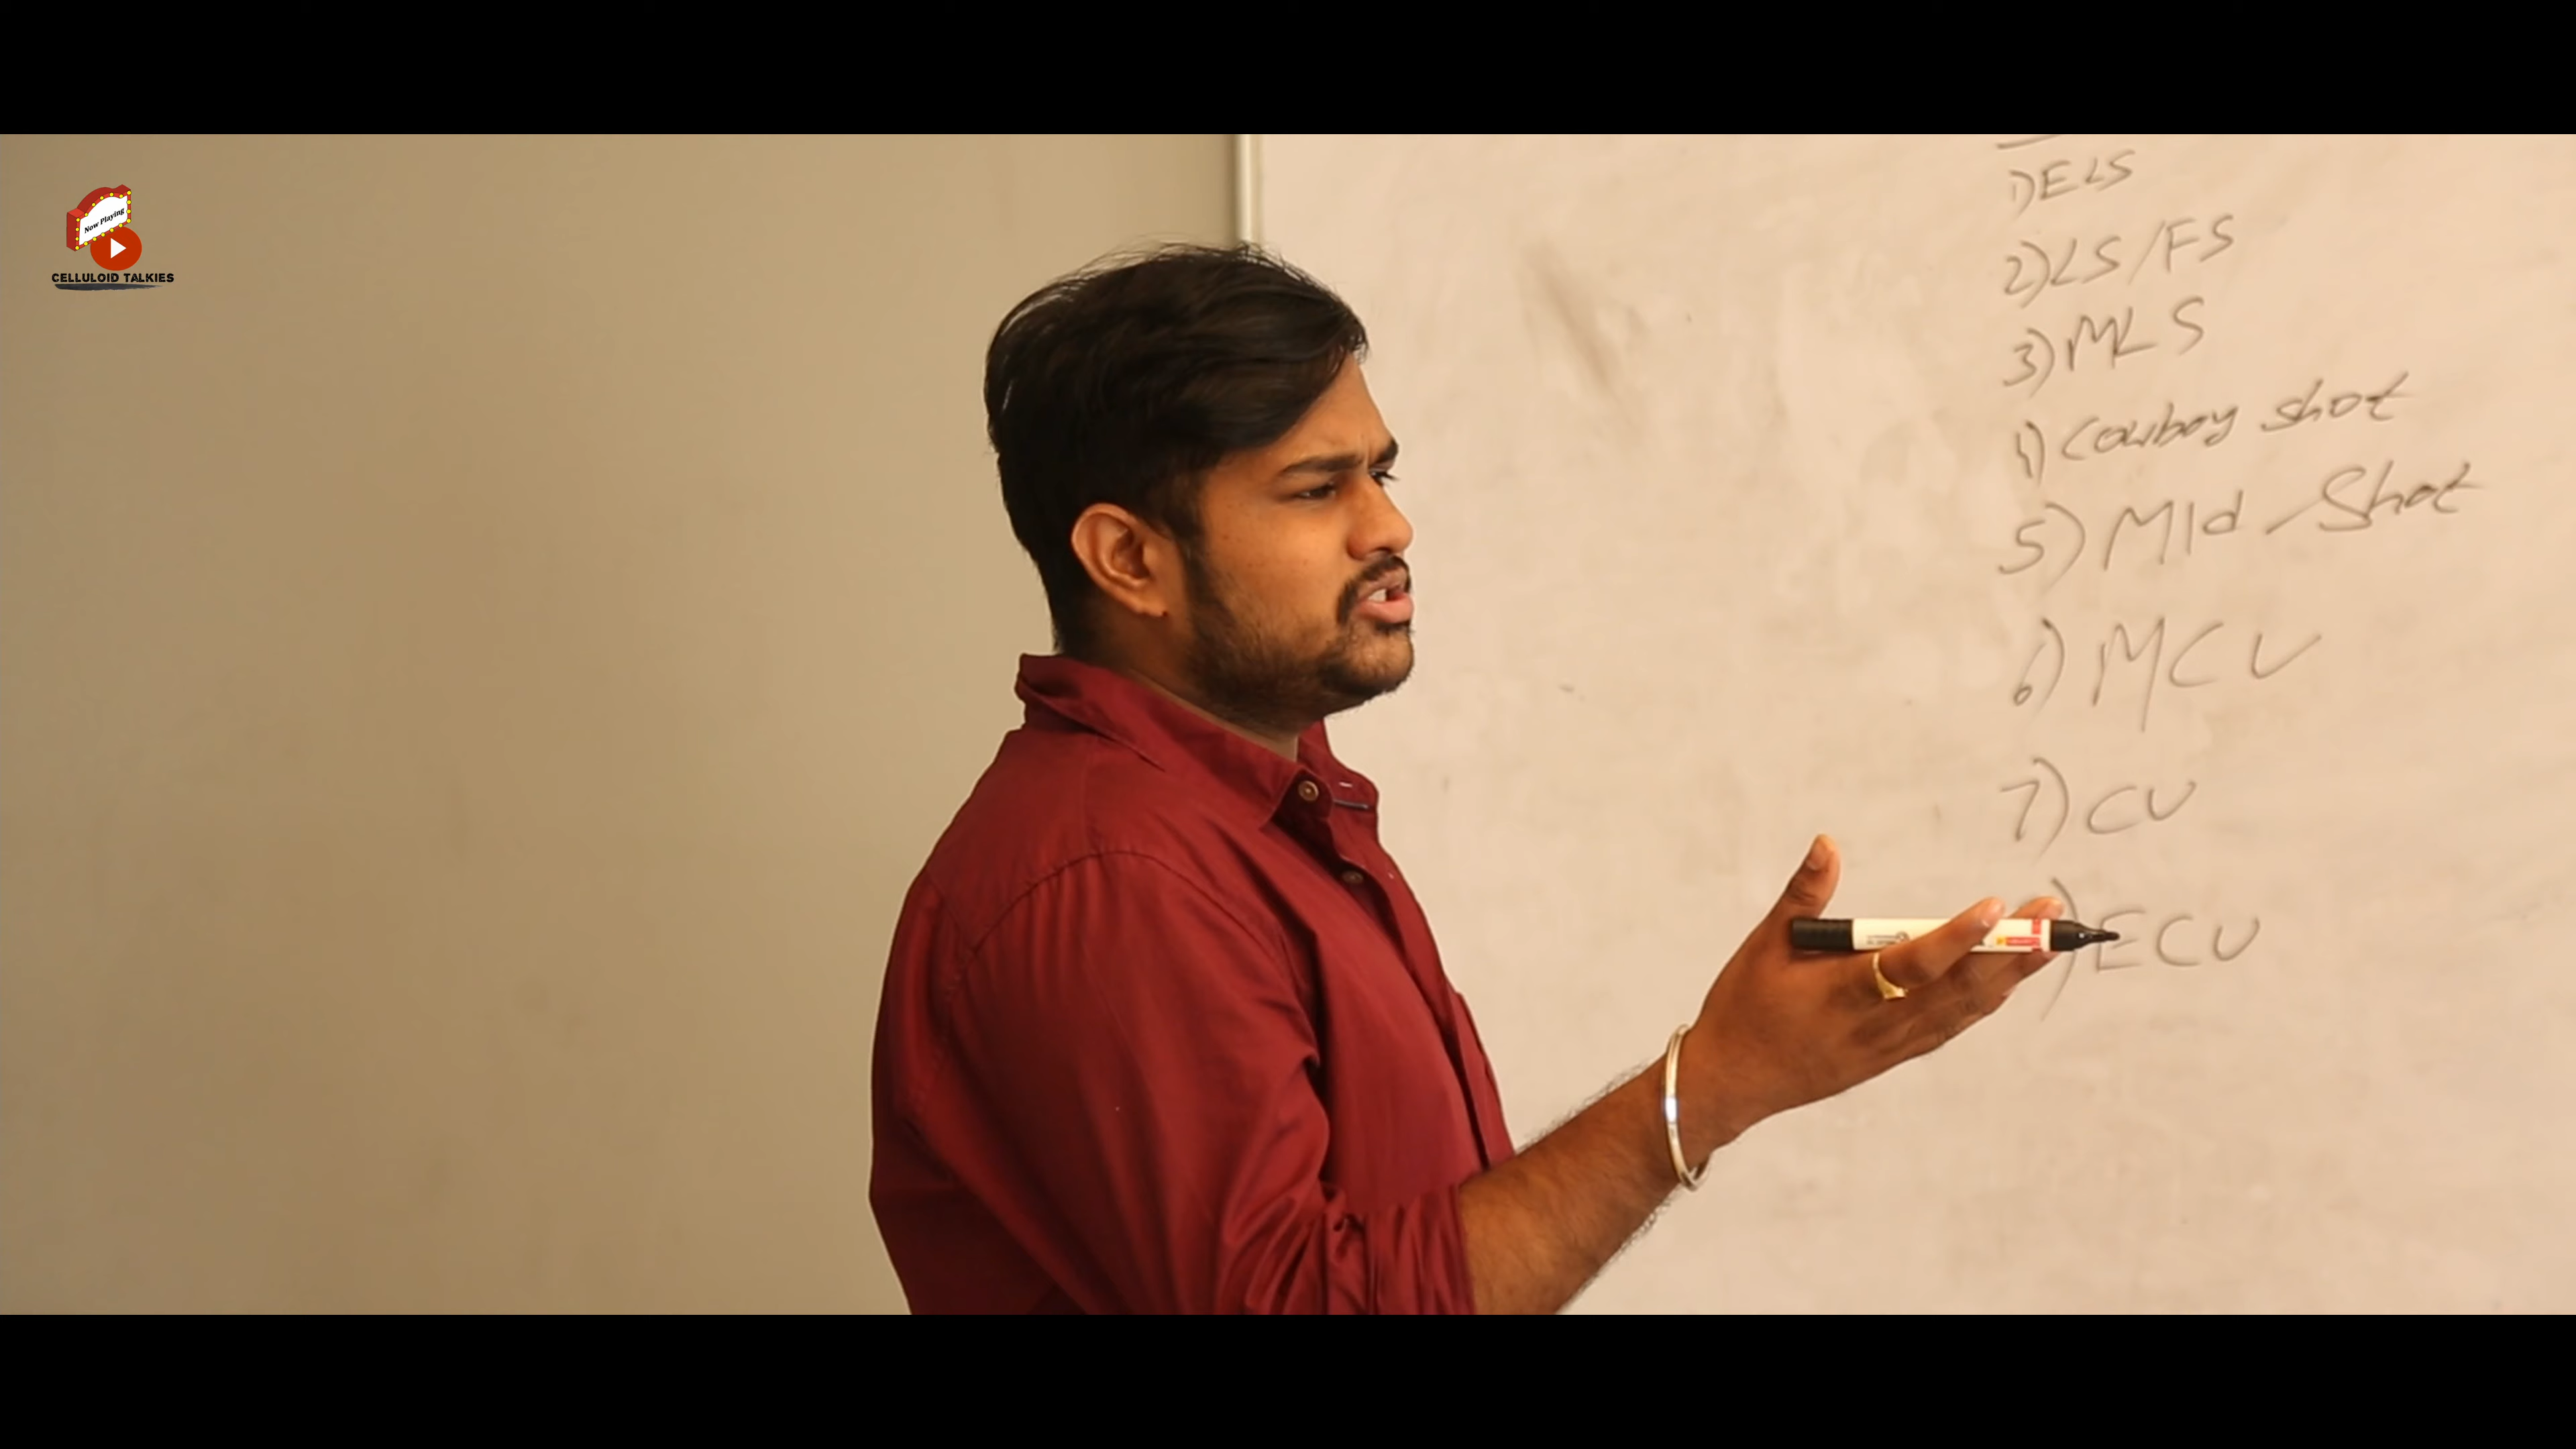 Now Playing
CELLULOID TALKIES
1) ELS
2) LS/FS
3) MLS
4) Cowboy shot
5) MId Shot
6) MCU
7) CU
) ECU